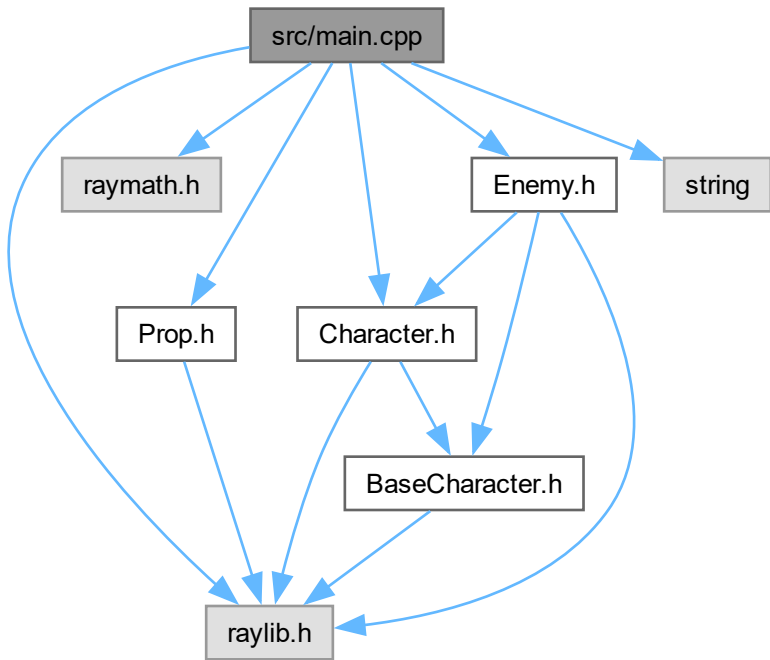 src/main.cpp
raymath.h
Enemy.h
string
Prop.h
Character.h
BaseCharacter.h
raylib.h